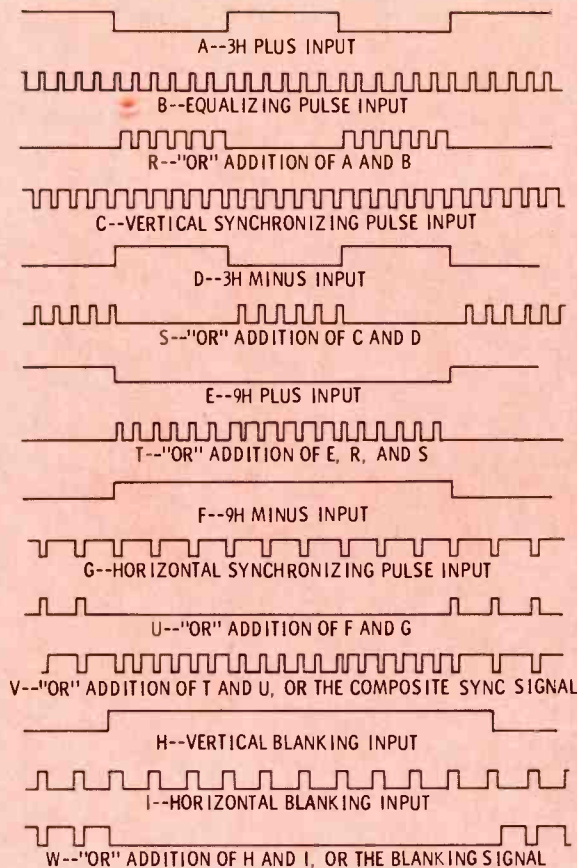 A--3H PLUS INPUT
B--EQUALIZING PULSE INPUT
R--"OR" ADDITION OF A AND B
C--VERTICAL SYNCHRONIZING PULSE INPUT
D--3H MINUS INPUT
S--"OR" ADDITION OF C AND D
E--9H PLUS INPUT
T--"OR" ADDITION OF E, R, AND S
F--9H MINUS INPUT
G--HORIZONTAL SYNCHRONIZING PULSE INPUT
U--"OR" ADDITION OF F AND G
V--"OR" ADDITION OF T AND U, OR THE COMPOSITE SYNC SIGNAL
H--VERTICAL BLANKING INPUT
I--HORIZONTAL BLANKING INPUT
W--"OR" ADDITION OF H AND I, OR THE BLANKING SIGNAL